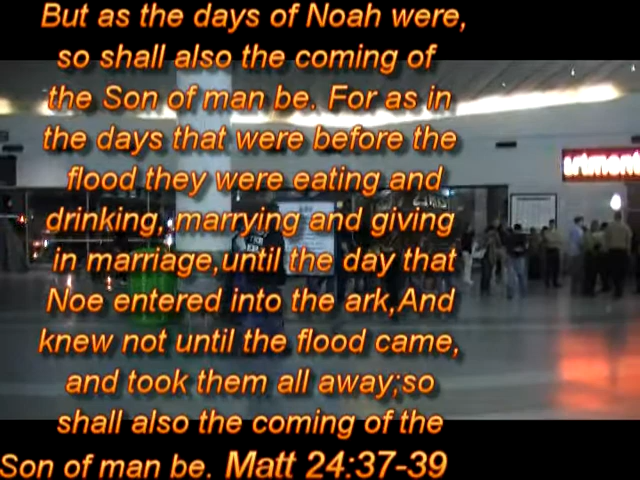 But as the days of Noah were,
so shall also the coming of
the Son of man be. For as in
the days that were before the
flood they were eating and
drinking, marrying and giving
in marriage,until the day that
Noe entered into the ark,And
knew not until the flood came,
and took them all away;so
shall also the coming of the
Son of man be. Matt 24:37-39